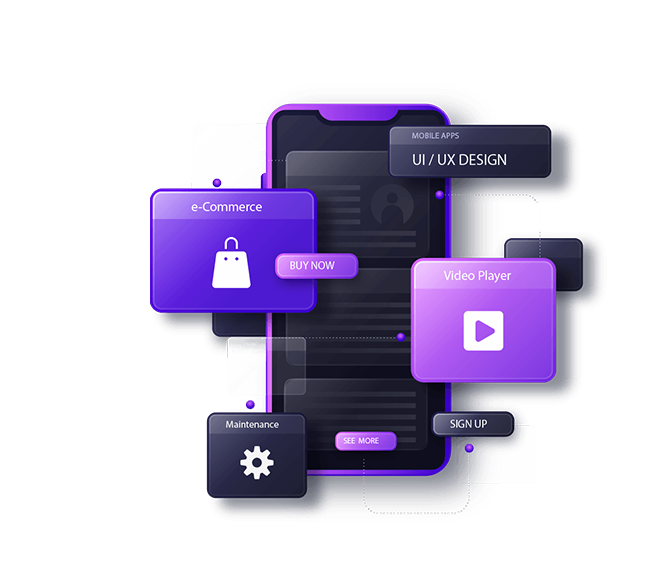 MOBILE APPS
UI / UX DESIGN
e-Commerce
BUY NOW
Video Player
Maintenance
SIGN UP
SEE MORE